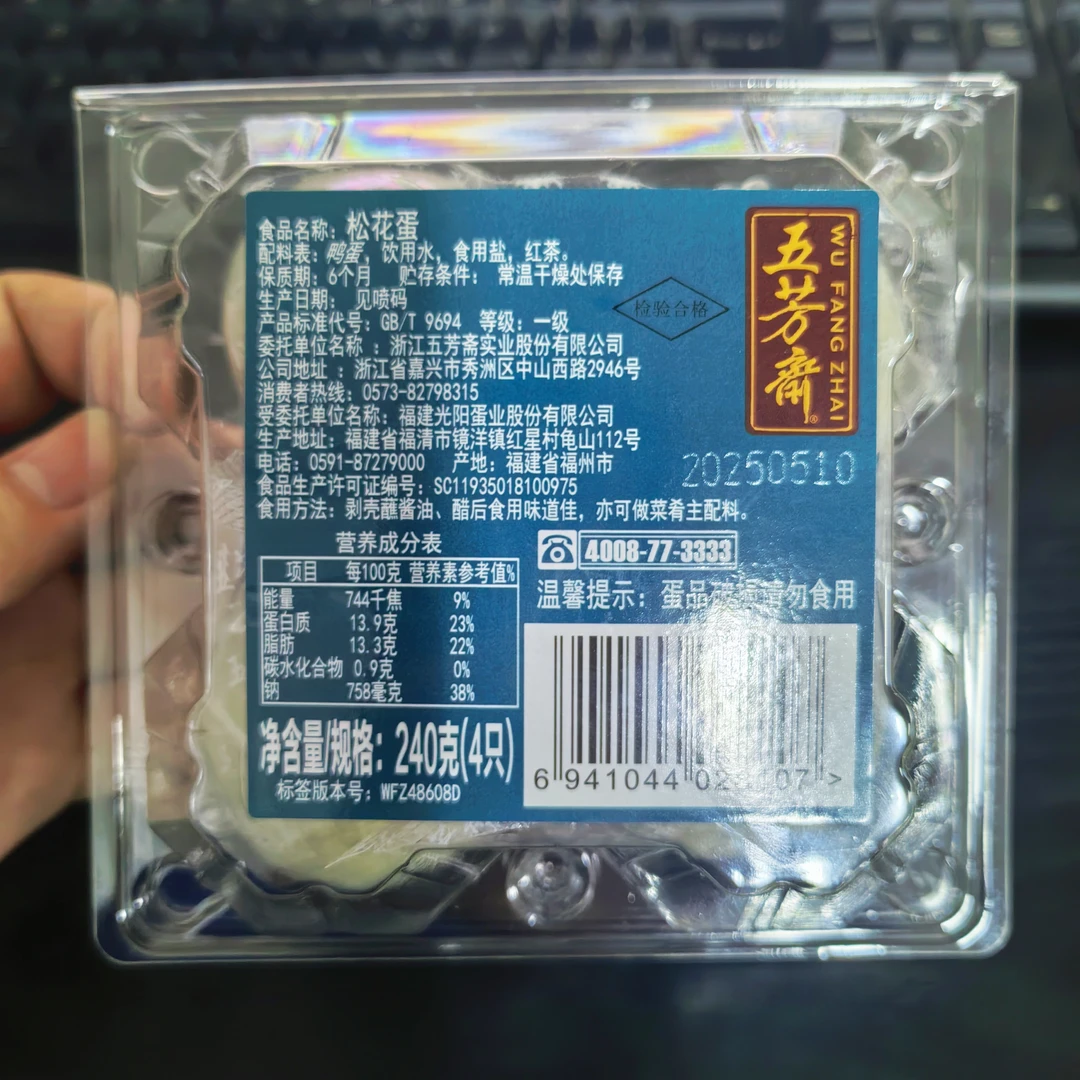 食品名称：松花蛋
配料表：鸭蛋，饮用水，食用盐，红茶。
保质期：6个月 贮存条件：常温干燥处保存
生产日期：见喷码
产品标准代号：GB/T 9694 等级：一级
委托单位名称：浙江五芳斋实业股份有限公司
公司地址：浙江省嘉兴市秀洲区中山西路2946号
消费者热线：0573-82798315
受委托单位名称：福建光阳蛋业股份有限公司
生产地址：福建省福清市镜洋镇红星村龟山112号
电话：0591-87279000 产地：福建省福州市
食品生产许可证编号：SC11935018100975
食用方法：剥壳蘸酱油、醋后食用味道佳，亦可做菜肴主配料。
检验合格
五芳斋®
WU FANG ZHAI
20250510
营养成分表
项目 每100克 营养素参考值%
能量 744千焦 9%
蛋白质 13.9克 23%
脂肪 13.3克 22%
碳水化合物 0.9克 0%
钠 758毫克 38%
净含量/规格：240克(4只)
标签版本号：WFZ48608D
4008-77-3333
温馨提示：蛋品破损请勿食用
6 941044 02 07 >